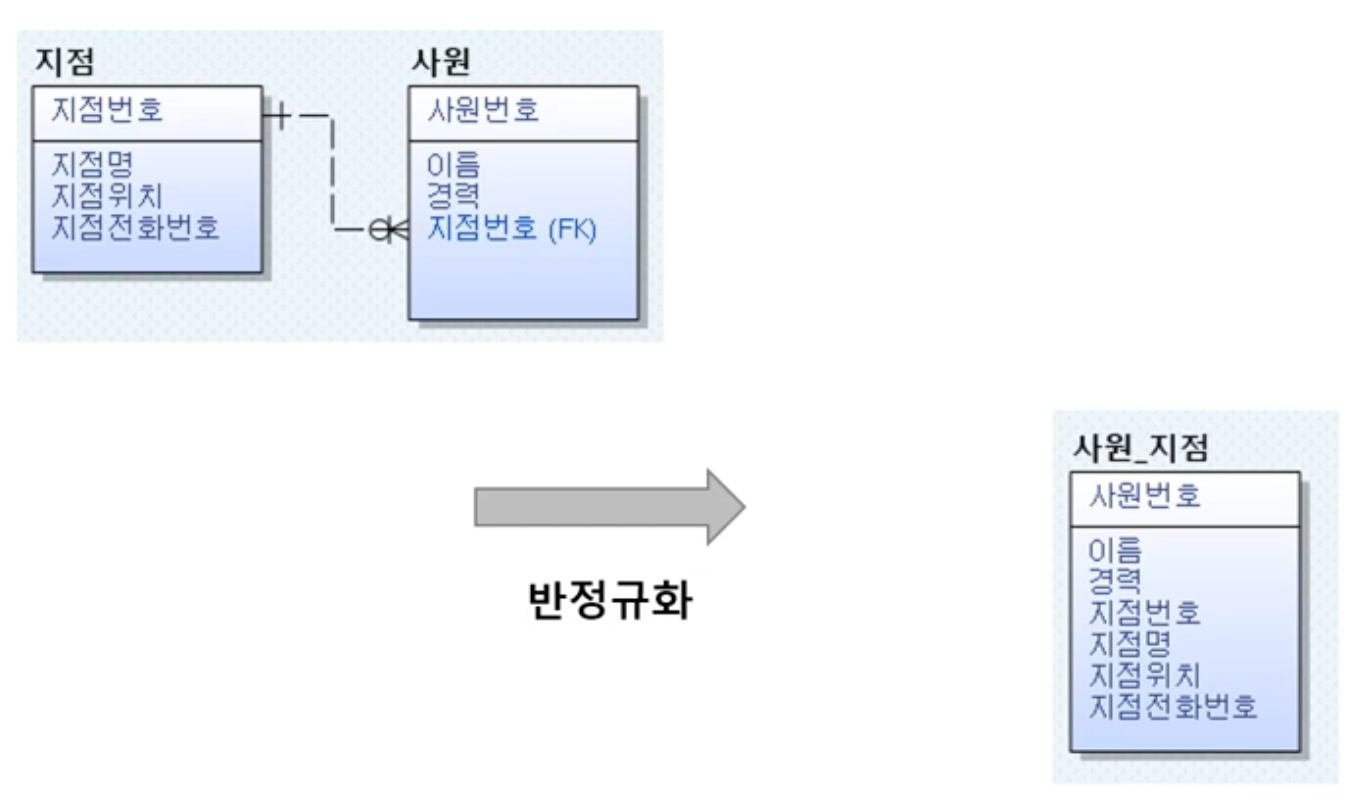 지점
지점번호
지점명
지점위치
지점전화번호
사원
사원번호
이름
경력
지점번호 (FK)
반정규화
사원_지점
사원번호
이름
경력
지점번호
지점명
지점위치
지점전화번호